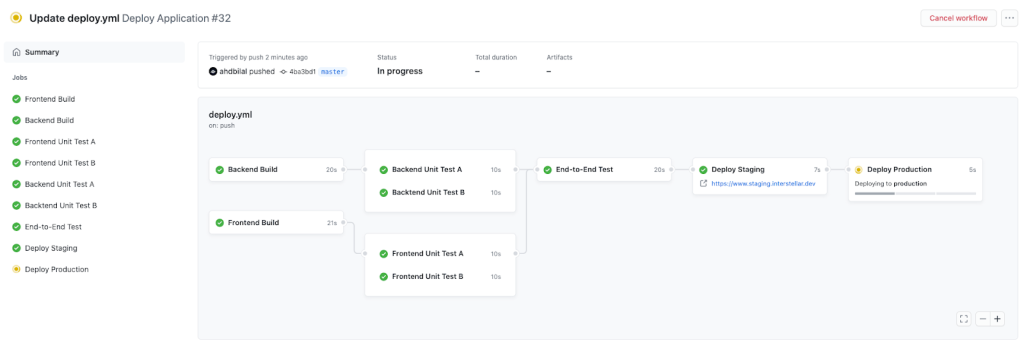 Update deploy.yml Deploy Application #32
Cancel workflow
Summary
Jobs
Frontend Build
Backend Build
Frontend Unit Test A
Frontend Unit Test B
Backend Unit Test A
Backtend Unit Test B
End-to-End Test
Deploy Staging
Deploy Production
Triggered by push 2 minutes ago
ahdbilal pushed 4ba3bd1 master
Status
In progress
Total duration
–
Artifacts
–
deploy.yml
on: push
Backend Build 20s
Frontend Build 21s
Backend Unit Test A 10s
Backtend Unit Test B 10s
Frontend Unit Test A 10s
Frontend Unit Test B 10s
End-to-End Test 20s
Deploy Staging 7s
https://www.staging.interstellar.dev
Deploy Production 5s
Deploying to production